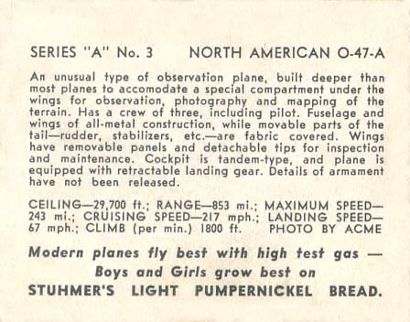 SERIES "A" No. 3 NORTH AMERICAN O-47-A
An unusual type of observation plane, built deeper than
most planes to accomodate a special compartment under the
wings for observation, photography and mapping of the
terrain. Has a crew of three, including pilot. Fuselage and
wings of all-metal construction, while movable parts of the
tail—rudder, stabilizers, etc.—are fabric covered. Wings
have removable panels and detachable tips for inspection
and maintenance. Cockpit is tandem-type, and plane is
equipped with retractable landing gear. Details of armament
have not been released.
CEILING—29,700 ft.; RANGE—853 mi.; MAXIMUM SPEED—
243 mi.; CRUISING SPEED—217 mph.; LANDING SPEED—
67 mph.; CLIMB (per min.) 1800 ft. PHOTO BY ACME
Modern planes fly best with high test gas —
Boys and Girls grow best on
STUHMER'S LIGHT PUMPERNICKEL BREAD.